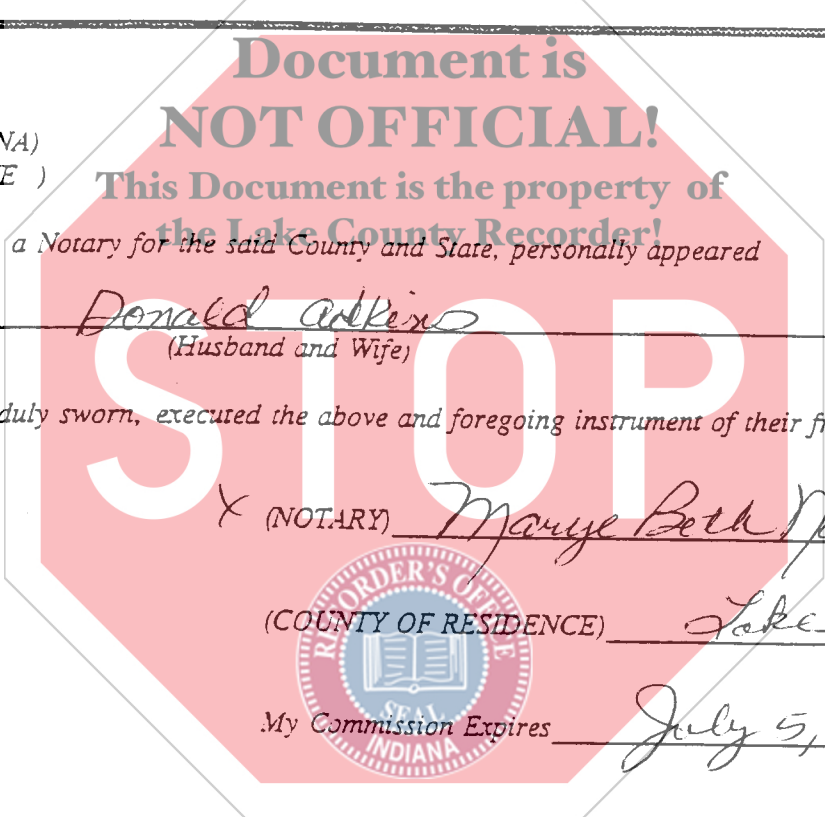 Document is
NOT OFFICIAL!
NA)
E )
This Document is the property of
the Lake County Recorder!
a Notary for the said County and State, personally appeared
Donald Adkins
(Husband and Wife)
STOP
duly sworn, executed the above and foregoing instrument of their
X (NOTARY) Marye Beth
RECORDER'S OFFICE
(COUNTY OF RESIDENCE) Lake
SEAL
My Commission Expires July 5,
INDIANA